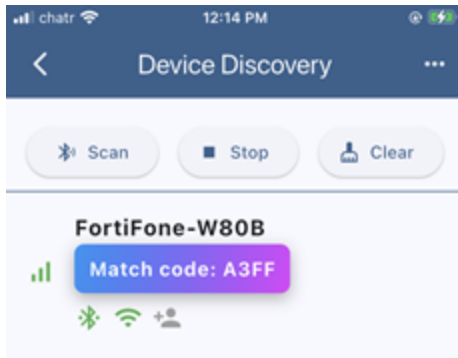 chatr 12:14 PM
Device Discovery
Scan Stop Clear
FortiFone-W80B
Match code: A3FF